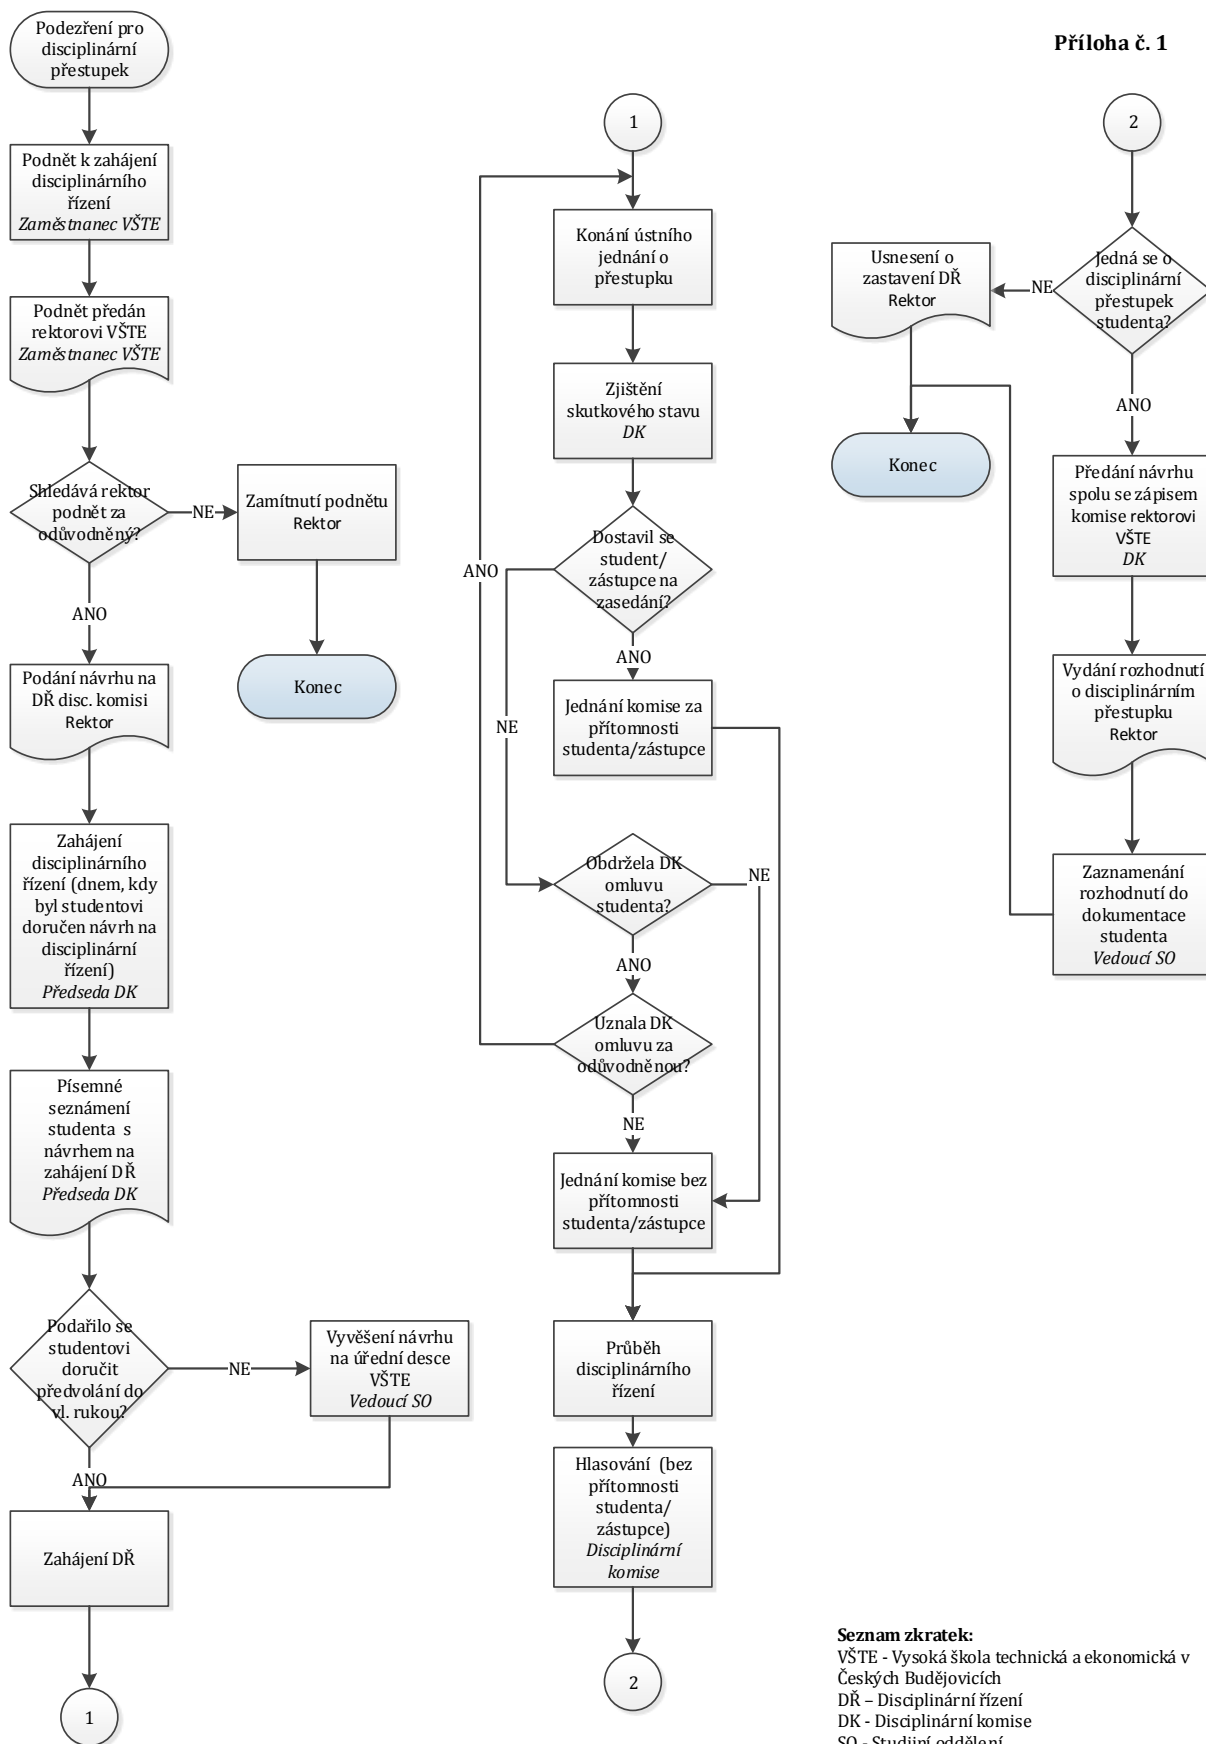 Příloha č. 1
Podezření pro
disciplinární
přestupek
Podnět k zahájení
disciplinárního
řízení
Zaměstnanec VŠTE
Podnět předán
rektorovi VŠTE
Zaměstnanec VŠTE
Shledává rektor
podnět za
odůvodněný?
NE
Zamítnutí podnětu
Rektor
Konec
ANO
Podání návrhu na
DŘ disc. komisi
Rektor
Zahájení
disciplinárního
řízení (dnem, kdy
byl studentovi
doručen návrh na
disciplinární
řízení)
Předseda DK
Písemné
seznámení
studenta s
návrhem na
zahájení DŘ
Předseda DK
Podařilo se
studentovi
doručit
předvolání do
vl. rukou?
NE
Vyvěšení návrhu
na úřední desce
VŠTE
Vedoucí SO
ANO
Zahájení DŘ
1
1
Konání ústního
jednání o
přestupku
Zjištění
skutkového stavu
DK
Dostavil se
student/
zástupce na
zasedání?
ANO
ANO
Jednání komise za
přítomnosti
studenta/zástupce
NE
Obdržela DK
omluvu
studenta?
NE
ANO
Uznala DK
omluvu za
odůvodněnou?
NE
Jednání komise bez
přítomnosti
studenta/zástupce
Průběh
disciplinárního
řízení
Hlasování (bez
přítomnosti
studenta/
zástupce)
Disciplinární
komise
2
2
Jedná se o
disciplinární
přestupek
studenta?
NE
Usnesení o
zastavení DŘ
Rektor
Konec
ANO
Předání návrhu
spolu se zápisem
komise rektorovi
VŠTE
DK
Vydání rozhodnutí
o disciplinárním
přestupku
Rektor
Zaznamenání
rozhodnutí do
dokumentace
studenta
Vedoucí SO
Seznam zkratek:
VŠTE - Vysoká škola technická a ekonomická v
Českých Budějovicích
DŘ – Disciplinární řízení
DK - Disciplinární komise
SO - Studijní oddělení